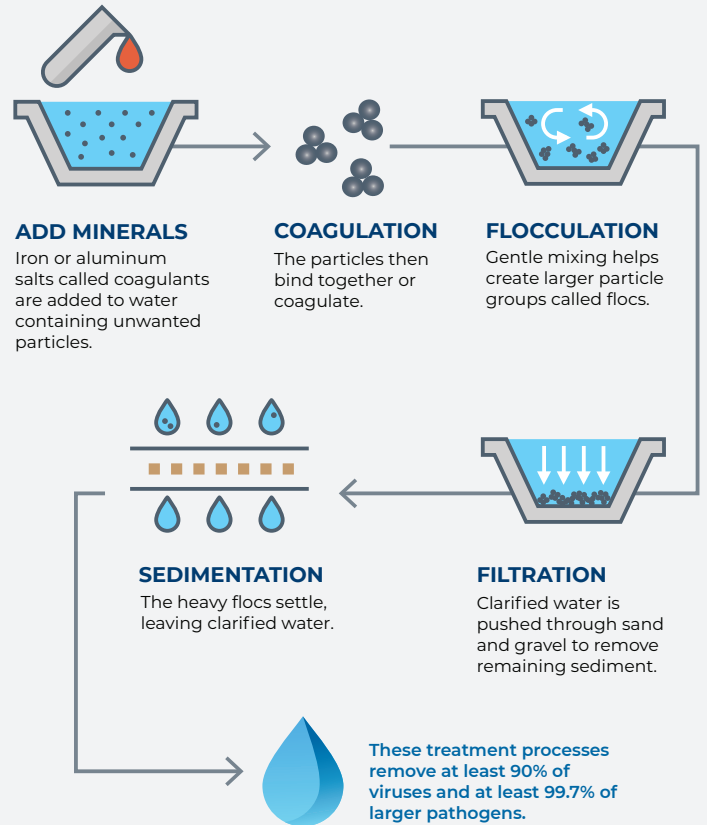 ADD MINERALS
Iron or aluminum
salts called coagulants
are added to water
containing unwanted
particles.
COAGULATION
The particles then
bind together or
coagulate.
FLOCCULATION
Gentle mixing helps
create larger particle
groups called flocs.
SEDIMENTATION
The heavy flocs settle,
leaving clarified water.
FILTRATION
Clarified water is
pushed through sand
and gravel to remove
remaining sediment.
These treatment processes
remove at least 90% of
viruses and at least 99.7% of
larger pathogens.